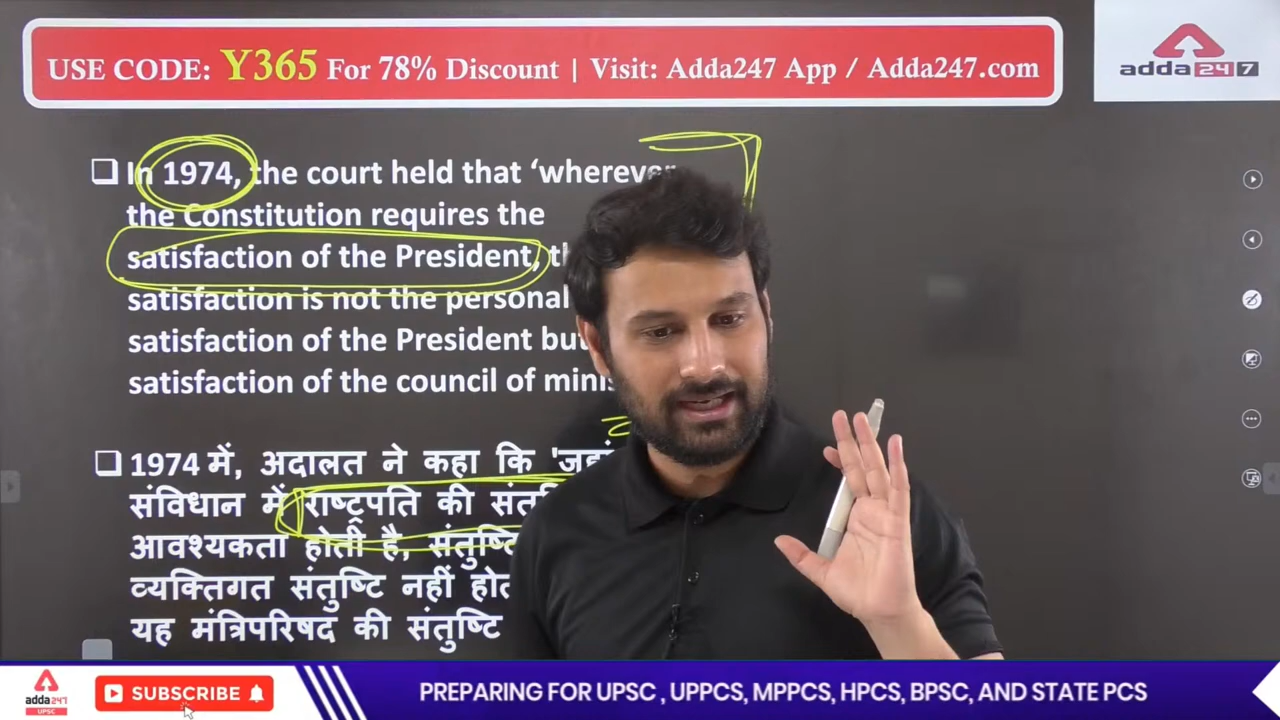 USE CODE: Y365 For 78% Discount | Visit: Adda247 App / Adda247.com
adda247
In 1974, the court held that ‘wherever
the Constitution requires the
satisfaction of the President,
satisfaction is not the personal
satisfaction of the President but
satisfaction of the council of
1974 में, अदालत ने कहा कि 'जहां
संविधान में राष्ट्रपति की
आवश्यकता होती है,
व्यक्तिगत संतुष्टि नहीं
यह मंत्रिपरिषद की संतुष्टि
adda247
UPSC
SUBSCRIBE
PREPARING FOR UPSC , UPPCS, MPPCS, HPCS, BPSC, AND STATE PCS